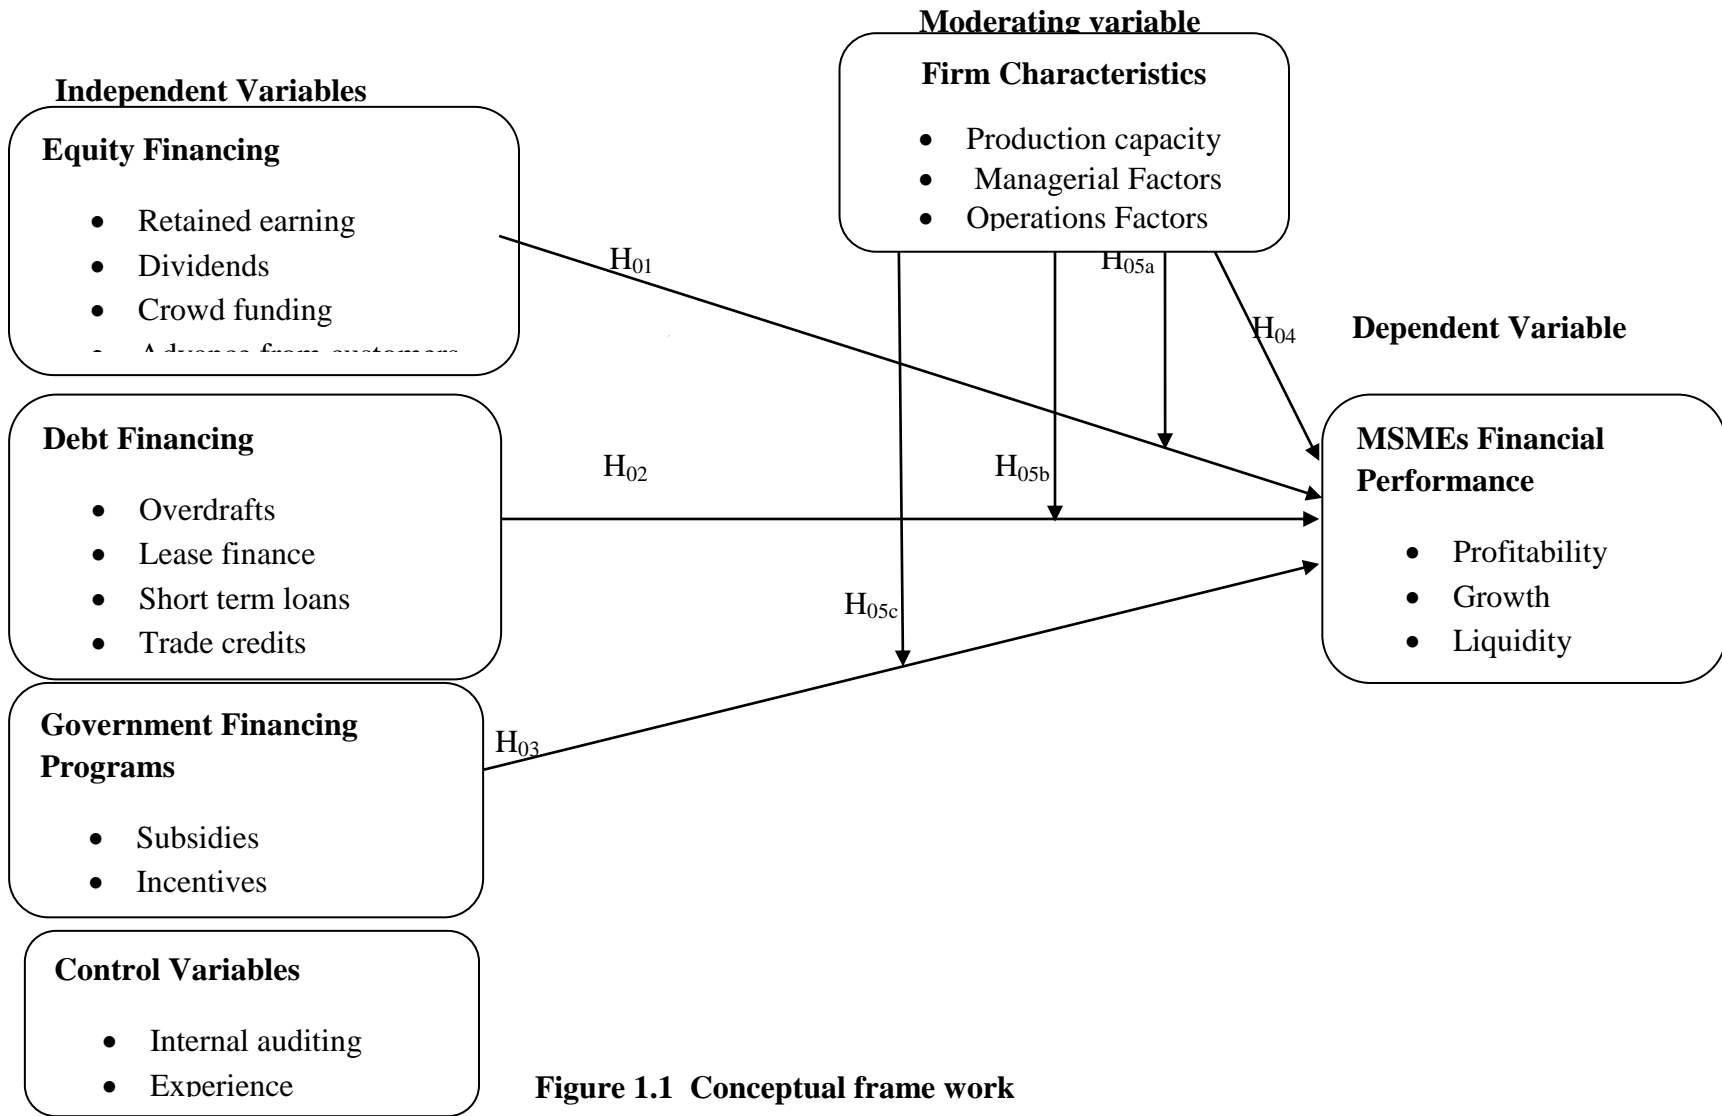 Moderating variable
Firm Characteristics
• Production capacity
• Managerial Factors
• Operations Factors
Independent Variables
Equity Financing
• Retained earning
• Dividends
• Crowd funding
• Advance from customers
H01
H05a
H04
Dependent Variable
Debt Financing
• Overdrafts
• Lease finance
• Short term loans
• Trade credits
H02
H05b
MSMEs Financial
Performance
• Profitability
• Growth
• Liquidity
H05c
Government Financing
Programs
• Subsidies
• Incentives
H03
Control Variables
• Internal auditing
• Experience
Figure 1.1 Conceptual frame work